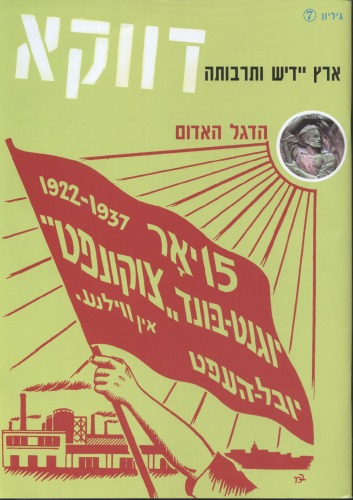 גיליון 7
דווקא
ארץ יידיש ותרבותה
הדגל האדום
1922-1937
15 יאָר
יוגנט-בונד „צוקונפט"
אין ווילנע.
יובל-העפט